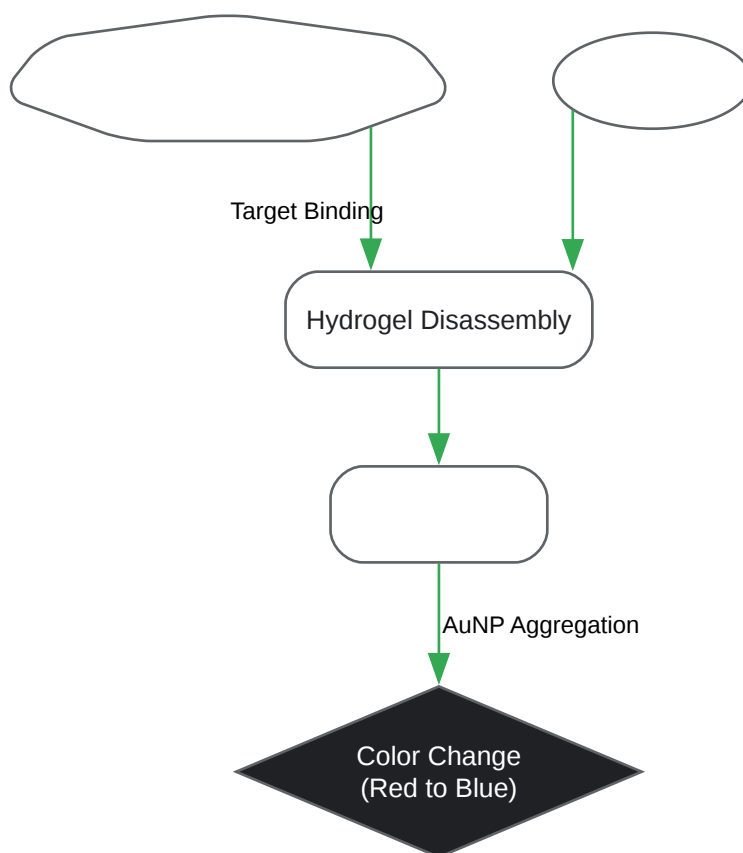 Target Binding
Hydrogel Disassembly
AuNP Aggregation
Color Change
(Red to Blue)